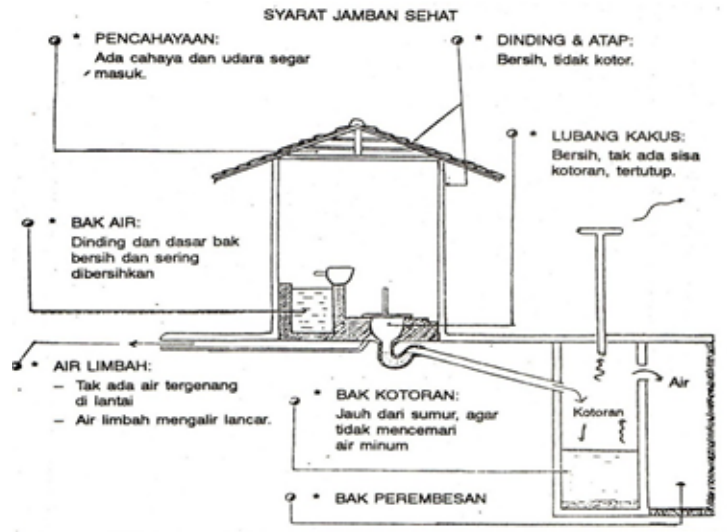 SYARAT JAMBAN SEHAT
* PENCAHAYAAN:
Ada cahaya dan udara segar
masuk.
* DINDING & ATAP:
Bersih, tidak kotor.
* LUBANG KAKUS:
Bersih, tak ada sisa
kotoran, tertutup.
* BAK AIR:
Dinding dan dasar bak
bersih dan sering
dibersihkan
* AIR LIMBAH:
– Tak ada air tergenang
di lantai
– Air limbah mengalir lancar.
* BAK KOTORAN:
Jauh dari sumur, agar
tidak mencemari
air minum
Kotoran
Air
* BAK PEREMBESAN